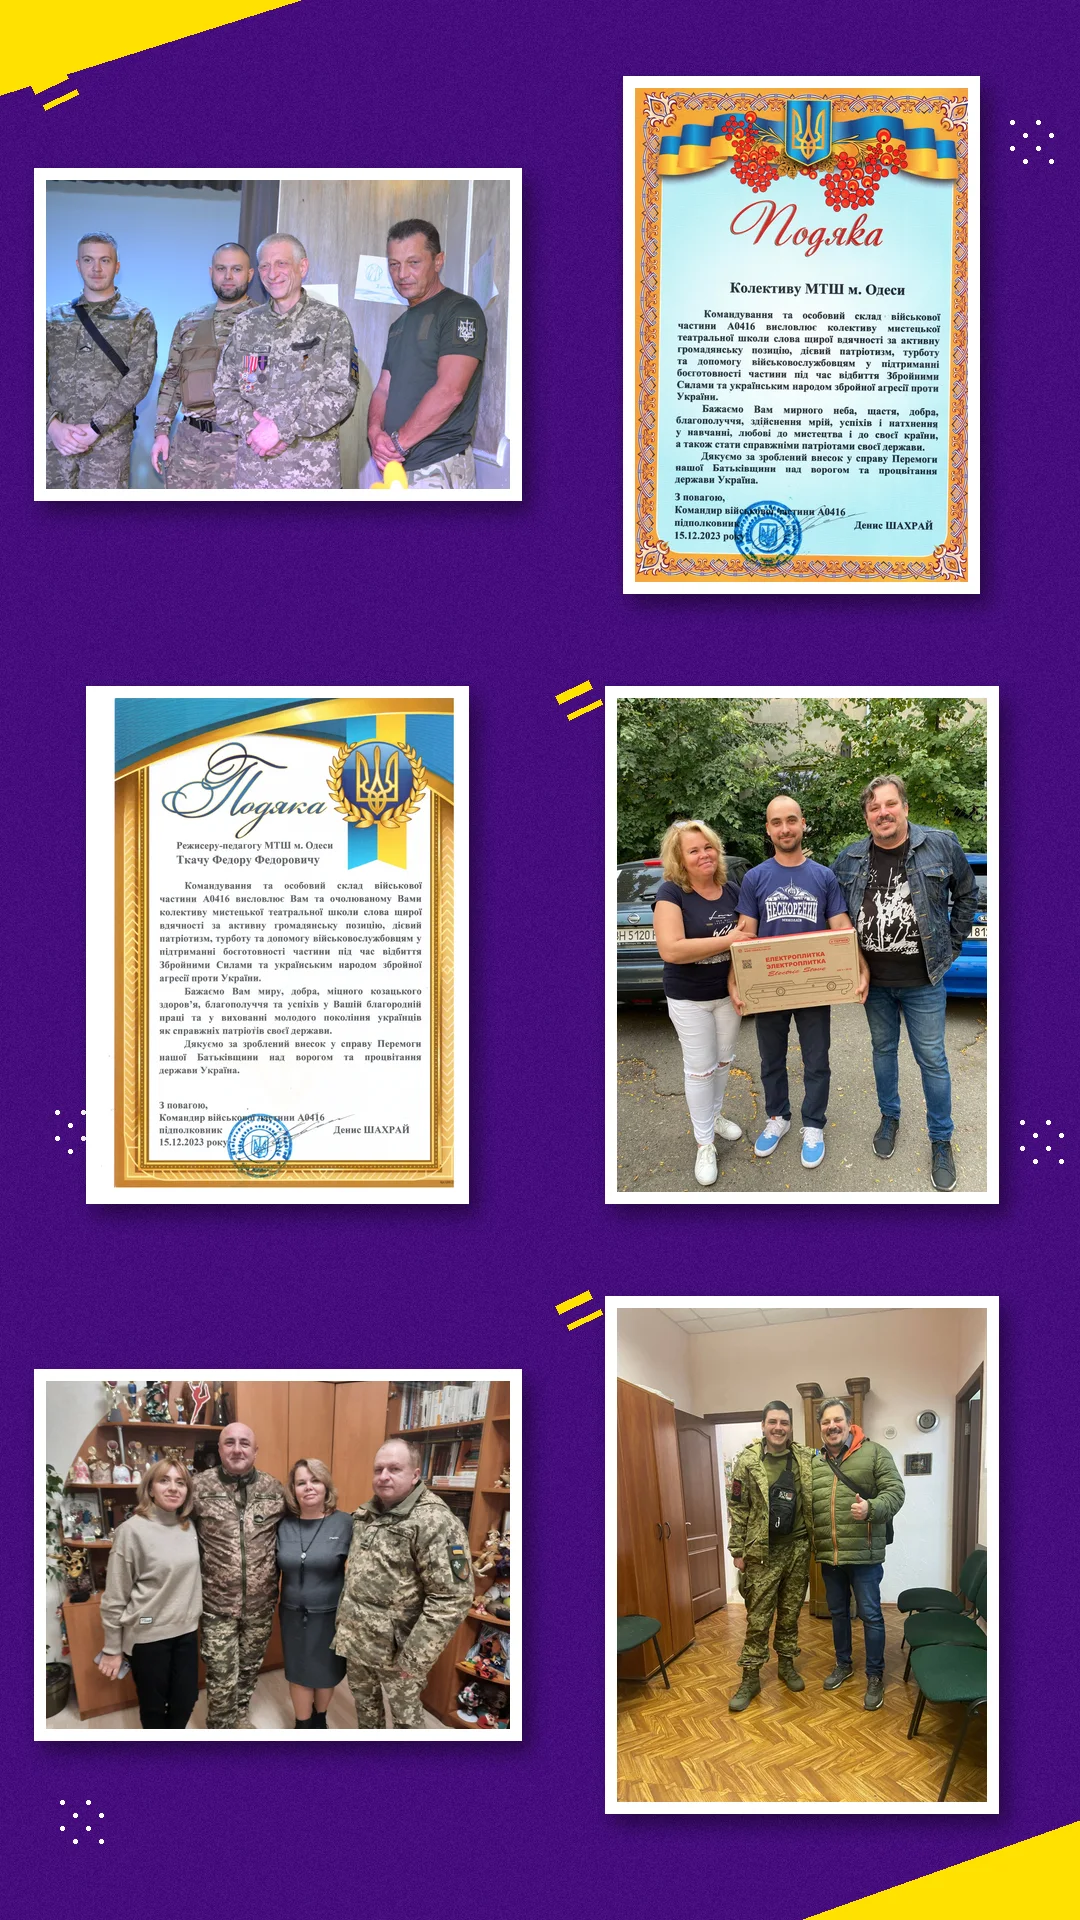 Подяка
Колективу МТШ м. Одеси
Командування та особовий склад військової
частини А0416 висловлює колективу мистецької
театральної школи слова щирої вдячності за активну
громадянську позицію, дієвий патріотизм, турботу
та допомогу військовослужбовцям у підтриманні
боєготовності частини під час відбиття Збройними
Силами та українським народом збройної агресії проти
України.
Бажаємо Вам мирного неба, щастя, добра,
благополуччя, здійснення мрій, успіхів і натхнення
у навчанні, любові до мистецтва і до своєї країни,
а також стати справжніми патріотами своєї держави.
Дякуємо за зроблений внесок у справу Перемоги
нашої Батьківщини над ворогом та процвітання
держави Україна.
З повагою,
Командир військової частини А0416
підполковник Денис ШАХРАЙ
15.12.2023 року
Подяка
Режисеру-педагогу МТШ м. Одеси
Ткачу Федору Федоровичу
Командування та особовий склад військової
частини А0416 висловлює Вам та очолюваному Вами
колективу мистецької театральної школи слова щирої
вдячності за активну громадянську позицію, дієвий
патріотизм, турботу та допомогу військовослужбовцям у
підтриманні боєготовності частини під час відбиття
Збройними Силами та українським народом збройної
агресії проти України.
Бажаємо Вам миру, добра, міцного козацького
здоров'я, благополуччя та успіхів у Вашій благородній
праці та у вихованні молодого покоління українців
як справжніх патріотів своєї держави.
Дякуємо за зроблений внесок у справу Перемоги
нашої Батьківщини над ворогом та процвітання
держави Україна.
З повагою,
Командир військової частини А0416
підполковник Денис ШАХРАЙ
15.12.2023 року
НЕСКОРЕНИЙ
МИКОЛАЇВ
ЕЛЕКТРОПЛИТКА
ЭЛЕКТРОПЛИТКА
Electric Stove
BH 5120